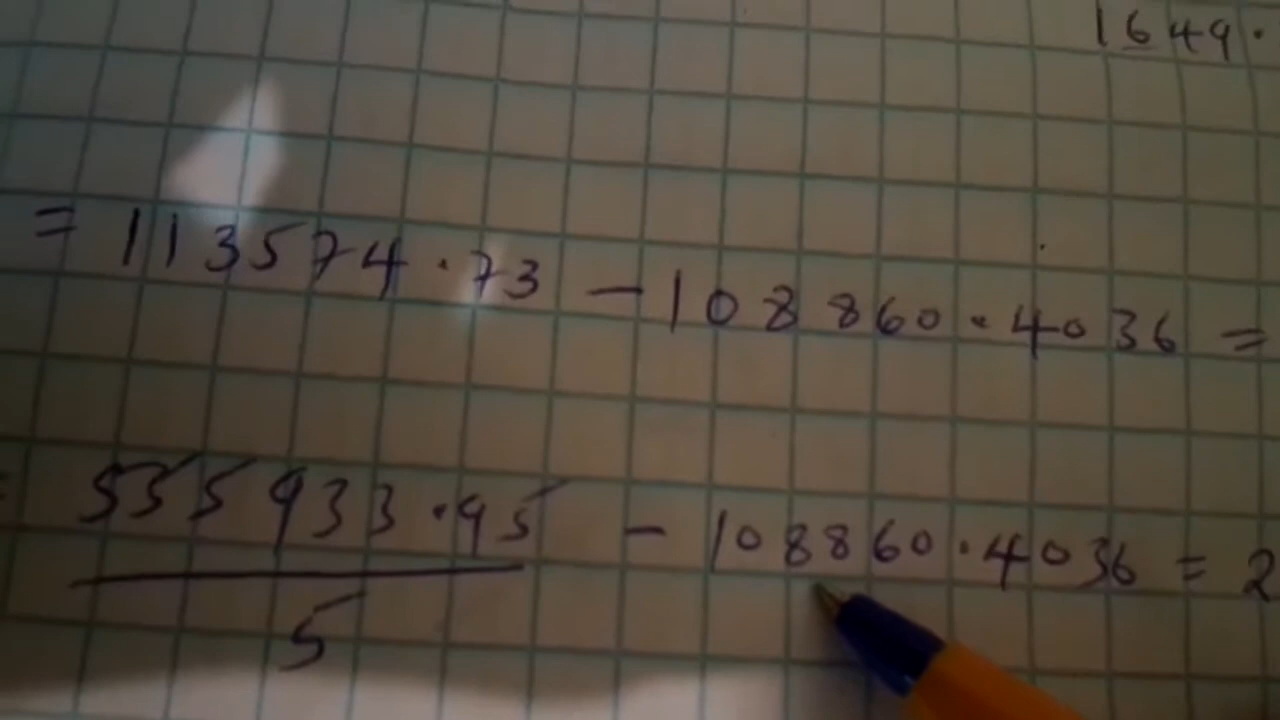 1649.
= 113574.73 - 108860.4036 =
= 555933.95 - 108860.4036 = 2
5